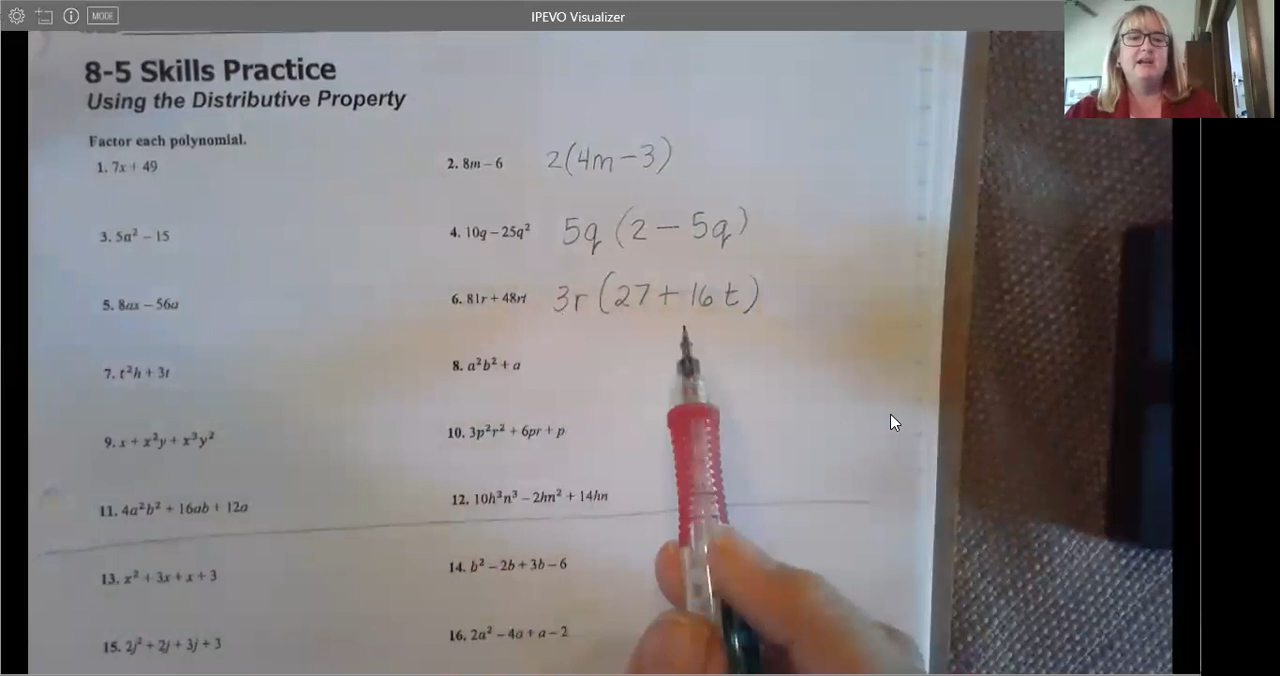 MODE
IPEVO Visualizer
8-5 Skills Practice
Using the Distributive Property
Factor each polynomial.
1. 7x + 49
2. 8m – 6 2(4m – 3)
3. 5a² – 15
4. 10q – 25q² 5q (2 – 5q)
5. 8ax – 56a
6. 81r + 48rt 3r (27 + 16t)
7. t²h + 3t
8. a²b² + a
9. x + x²y + x³y²
10. 3p²r² + 6pr + p
11. 4a²b² + 16ab + 12a
12. 10h³n³ – 2hn² + 14hn
13. x² + 3x + x + 3
14. b² – 2b + 3b – 6
15. 2j² + 2j + 3j + 3
16. 2a² – 4a + a – 2